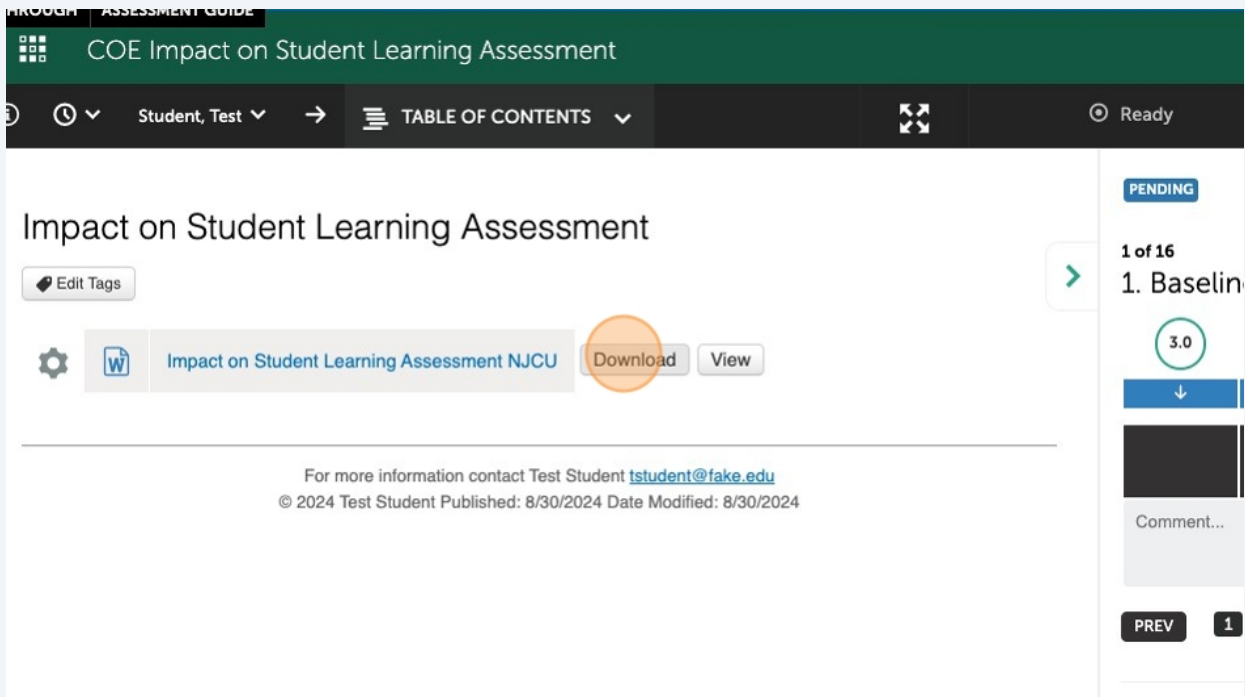 THROUGH ASSESSMENT GUIDE
COE Impact on Student Learning Assessment
Student, Test
TABLE OF CONTENTS
Ready
PENDING
Impact on Student Learning Assessment
1 of 16
1. Baselin
Edit Tags
3.0
Impact on Student Learning Assessment NJCU
Download
View
For more information contact Test Student tstudent@fake.edu
© 2024 Test Student Published: 8/30/2024 Date Modified: 8/30/2024
Comment...
PREV 1